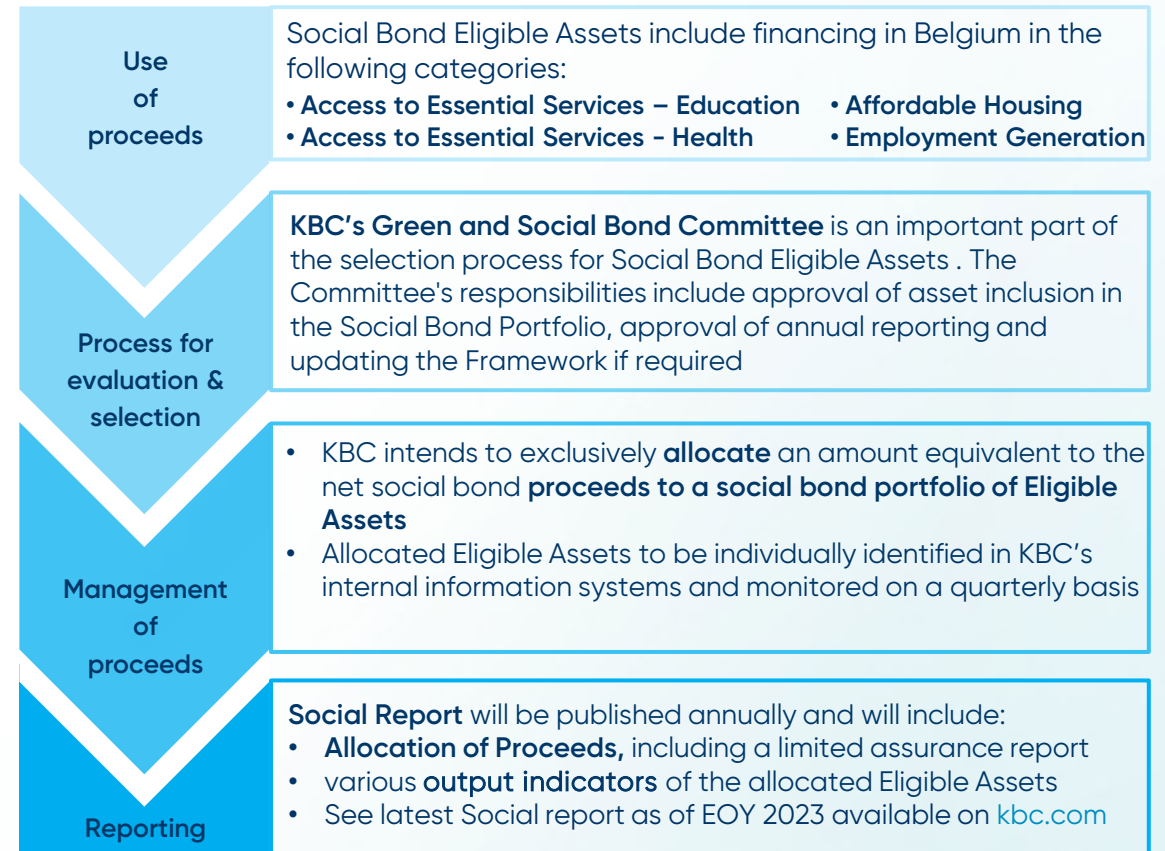 Use
of
proceeds
Social Bond Eligible Assets include financing in Belgium in the
following categories:
• Access to Essential Services – Education
• Affordable Housing
• Access to Essential Services - Health
• Employment Generation
Process for
evaluation &
selection
KBC's Green and Social Bond Committee is an important part of
the selection process for Social Bond Eligible Assets . The
Committee's responsibilities include approval of asset inclusion in
the Social Bond Portfolio, approval of annual reporting and
updating the Framework if required
Management
of
proceeds
• KBC intends to exclusively allocate an amount equivalent to the
net social bond proceeds to a social bond portfolio of Eligible
Assets
• Allocated Eligible Assets to be individually identified in KBC's
internal information systems and monitored on a quarterly basis
Reporting
Social Report will be published annually and will include:
• Allocation of Proceeds, including a limited assurance report
• various output indicators of the allocated Eligible Assets
• See latest Social report as of EOY 2023 available on kbc.com